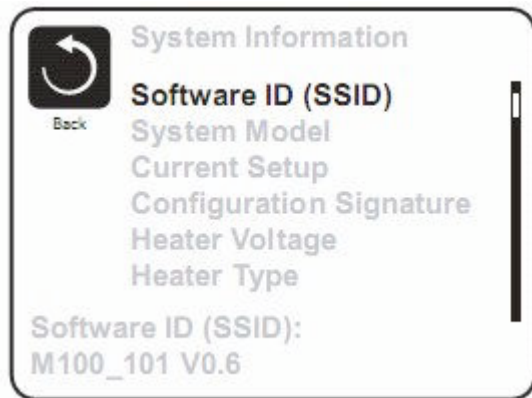 System Information
Back
Software ID (SSID)
System Model
Current Setup
Configuration Signature
Heater Voltage
Heater Type
Software ID (SSID):
M100_101 V0.6